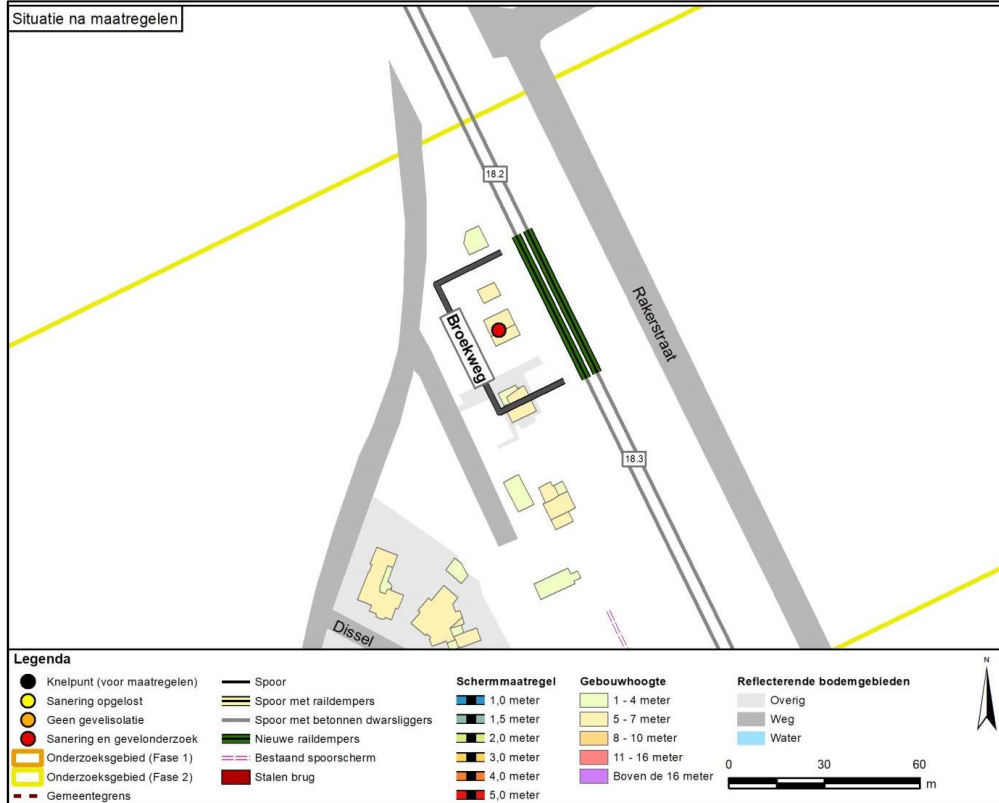 Situatie na maatregelen
18.2
Broekweg
Rakerstraat
18.3
Dissel
Legenda
Knelpunt (voor maatregelen)
Sanering opgelost
Geen gevelisolatie
Sanering en gevelonderzoek
Onderzoeksgebied (Fase 1)
Onderzoeksgebied (Fase 2)
Gemeentegrens
Spoor
Spoor met raildempers
Spoor met betonnen dwarsliggers
Nieuwe raildempers
Bestaand spoorscherm
Stalen brug
Schermmaatregel
1,0 meter
1,5 meter
2,0 meter
3,0 meter
4,0 meter
5,0 meter
Gebouwhoogte
1 - 4 meter
5 - 7 meter
8 - 10 meter
11 - 16 meter
Boven de 16 meter
Reflecterende bodemgebieden
Overig
Weg
Water
N
0 30 60
m